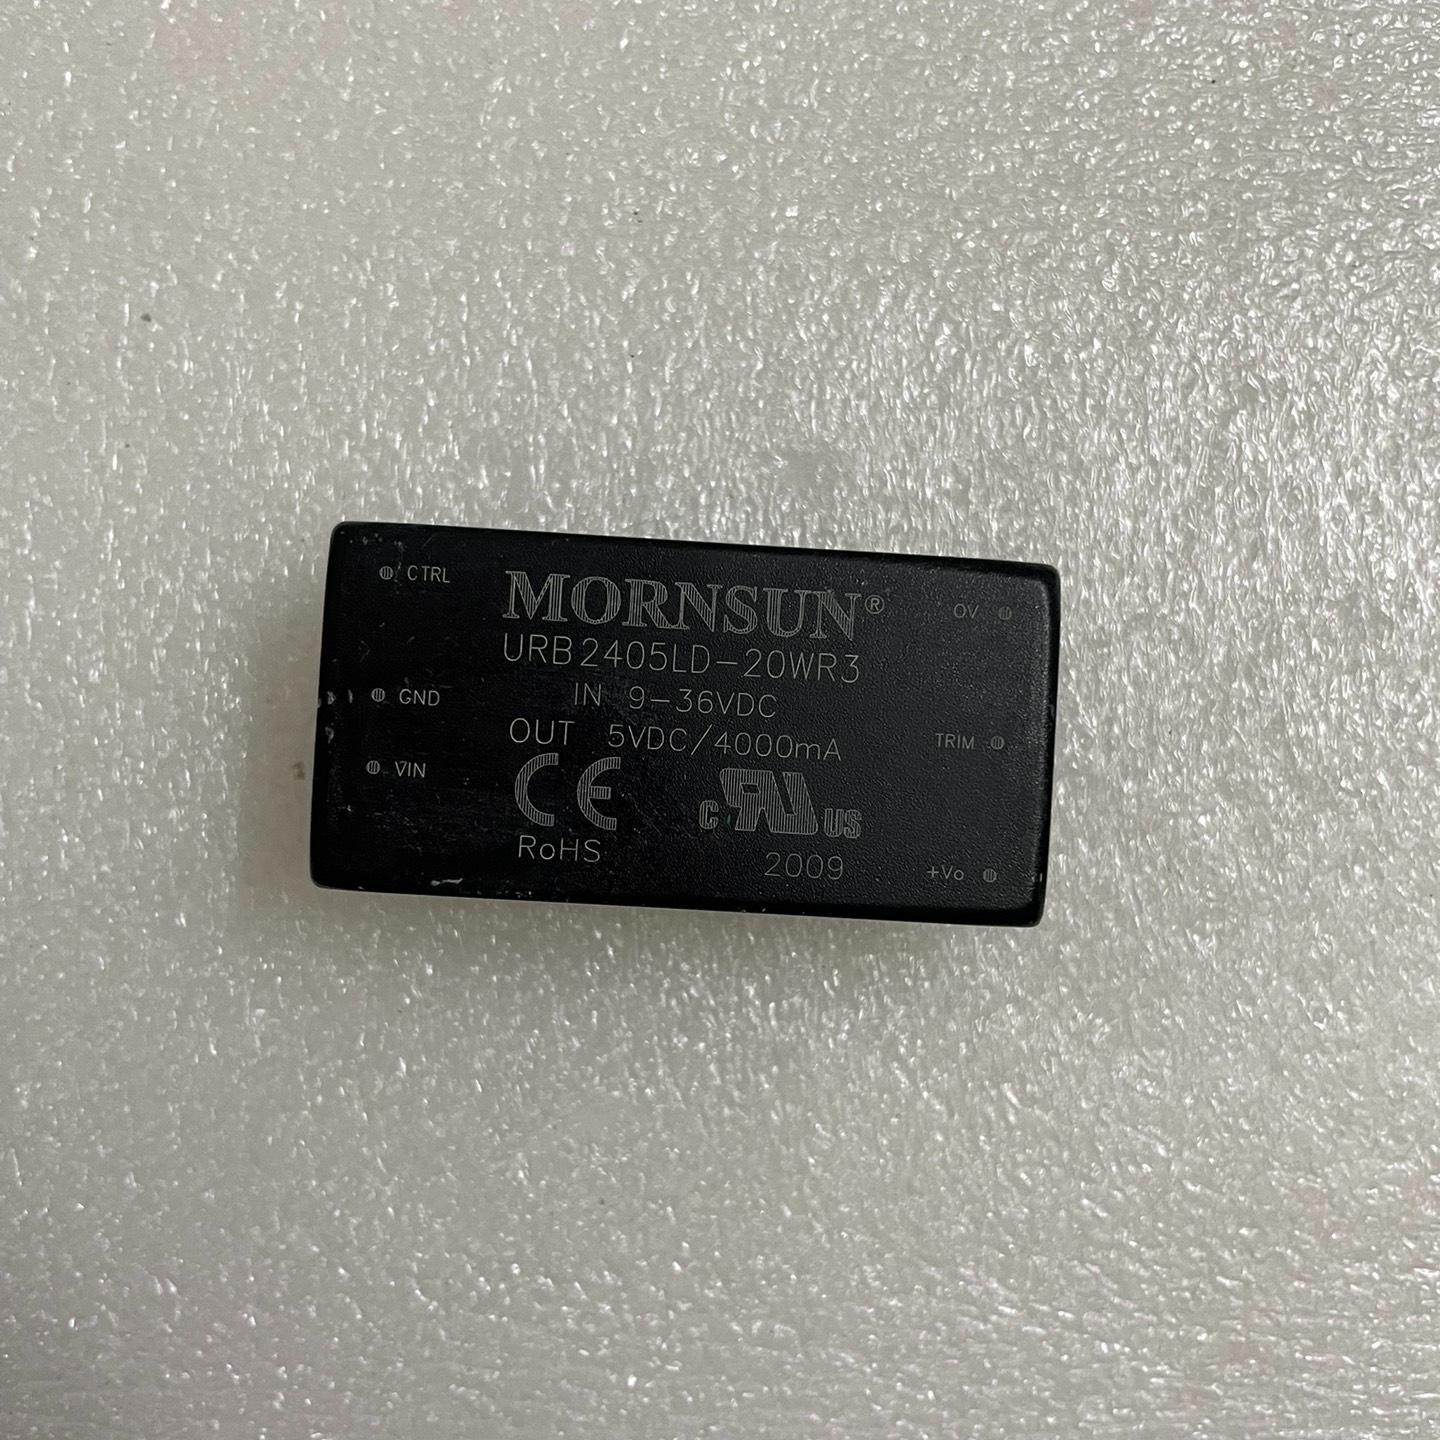 CTRL
MORNSUN®
OV
URB2405LD-20WR3
GND
IN 9-36VDC
OUT 5VDC/4000mA
TRIM
VIN
CE
c RU US
RoHS
2009
+Vo